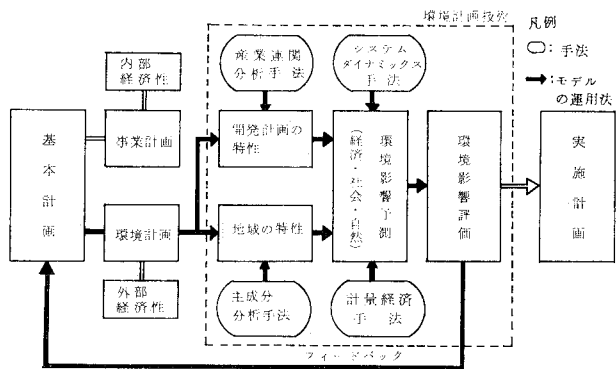 環境計画技術
凡例
：手法
：モデル
の運用法
内部
経済性
産業連関
分析手法
システム
ダイナミックス
手法
基本計画
事業計画
開発計画の
特性
環境影響予測
（経済・社会・自然）
環境影響評価
実施計画
環境計画
地域の特性
外部
経済性
主成分
分析手法
計量経済
手法
フィードバック